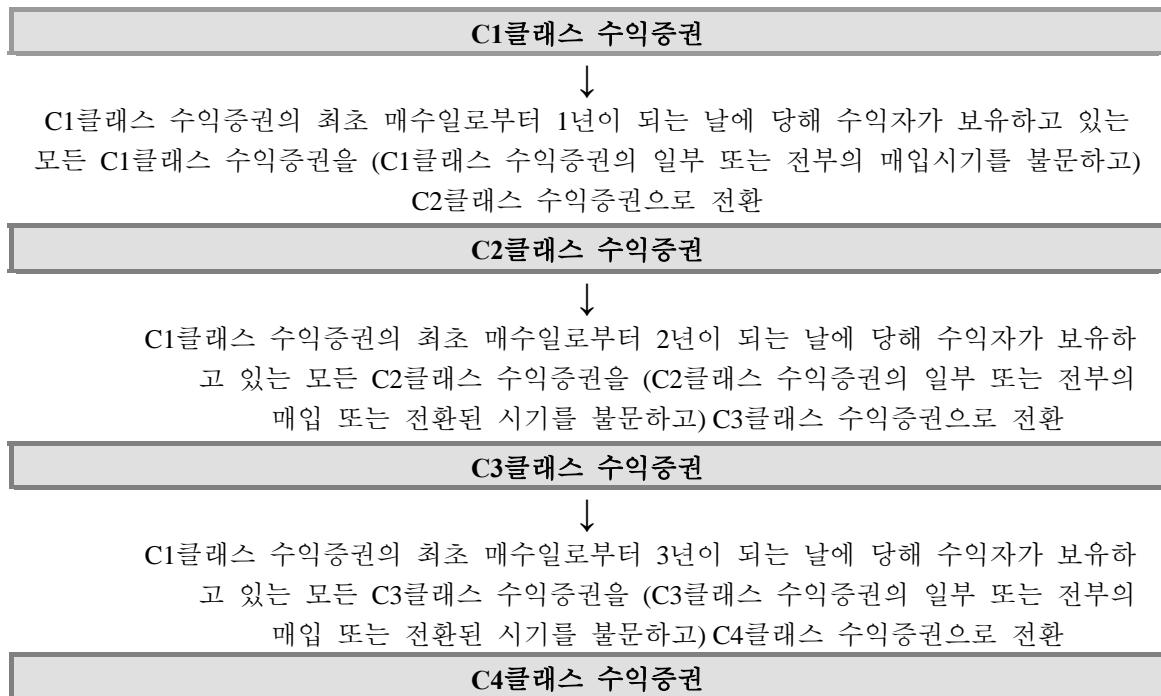 C1클래스 수익증권
↓
C1클래스 수익증권의 최초 매수일로부터 1년이 되는 날에 당해 수익자가 보유하고 있는
모든 C1클래스 수익증권을 (C1클래스 수익증권의 일부 또는 전부의 매입시기를 불문하고)
C2클래스 수익증권으로 전환
C2클래스 수익증권
↓
C1클래스 수익증권의 최초 매수일로부터 2년이 되는 날에 당해 수익자가 보유하
고 있는 모든 C2클래스 수익증권을 (C2클래스 수익증권의 일부 또는 전부의
매입 또는 전환된 시기를 불문하고) C3클래스 수익증권으로 전환
C3클래스 수익증권
↓
C1클래스 수익증권의 최초 매수일로부터 3년이 되는 날에 당해 수익자가 보유하
고 있는 모든 C3클래스 수익증권을 (C3클래스 수익증권의 일부 또는 전부의
매입 또는 전환된 시기를 불문하고) C4클래스 수익증권으로 전환
C4클래스 수익증권